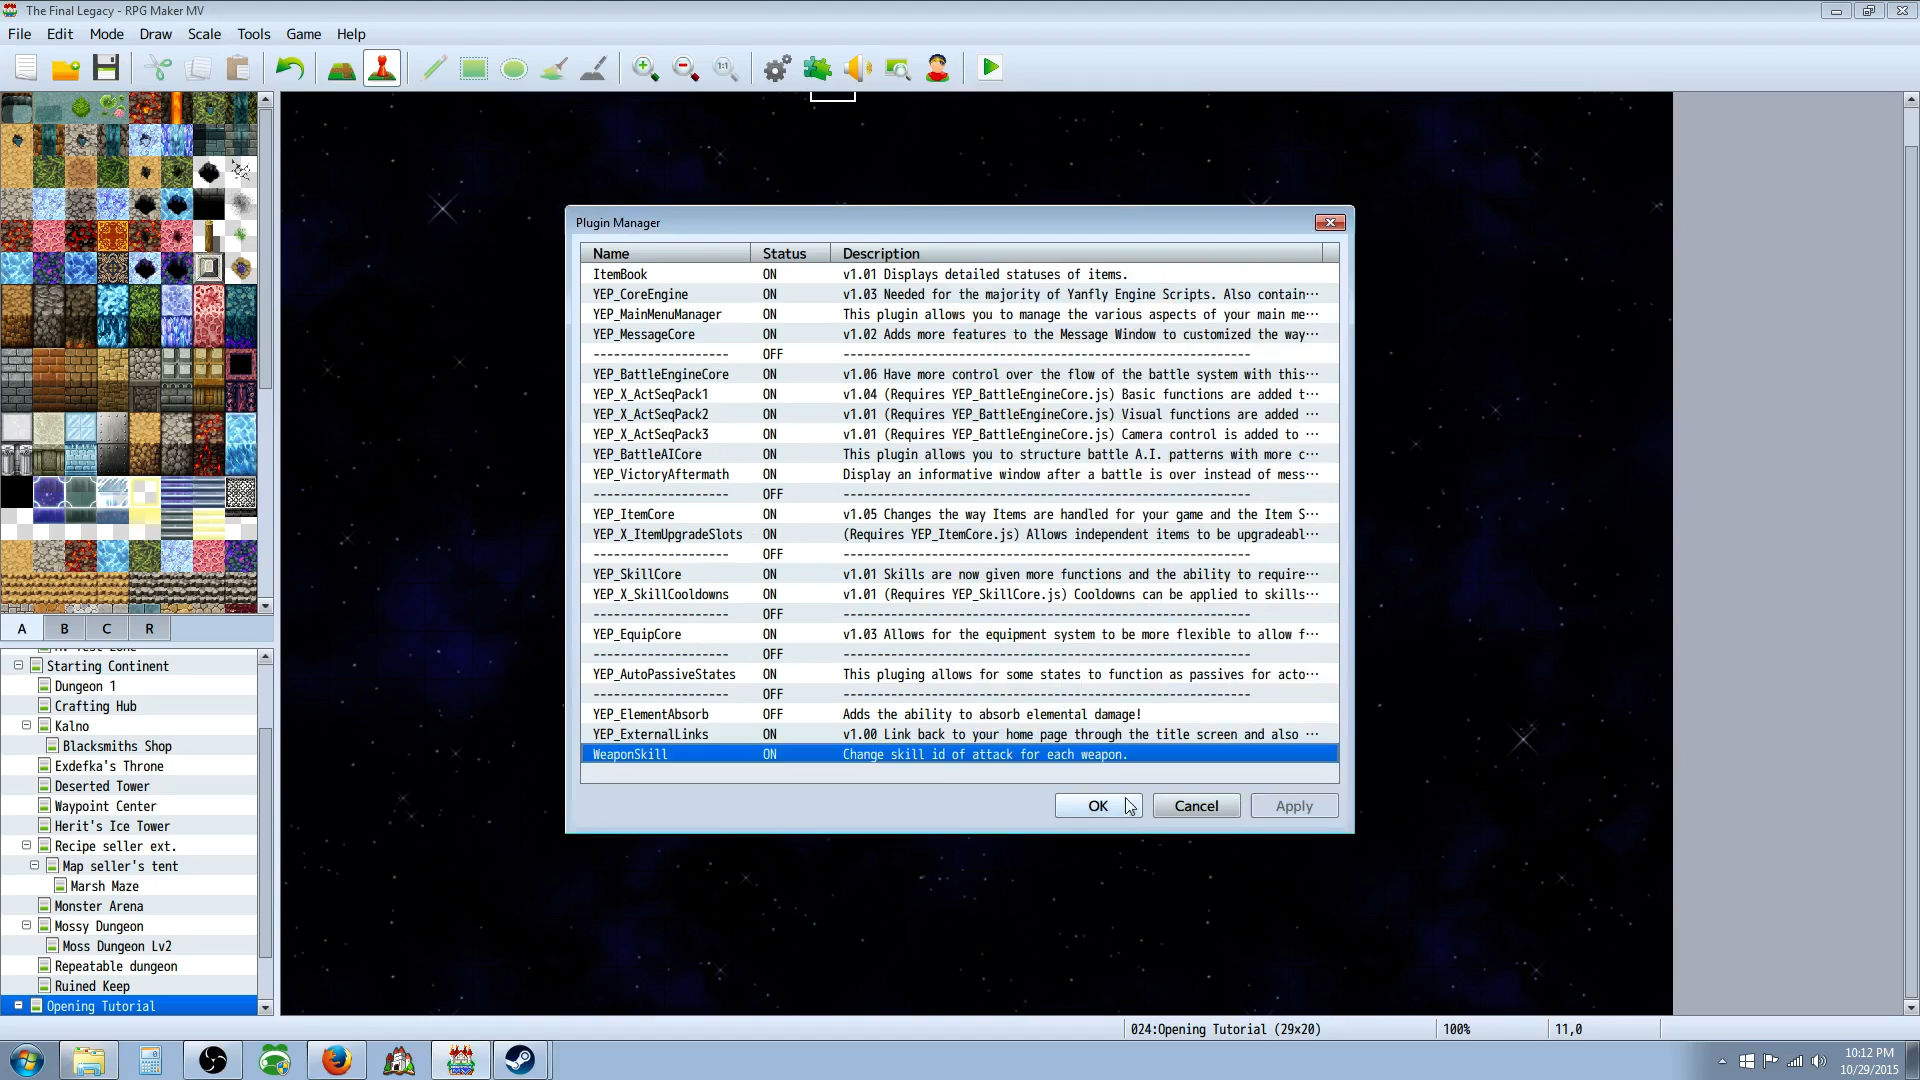 The Final Legacy - RPG Maker MV
File Edit Mode Draw Scale Tools Game Help
1:1
Plugin Manager
Name Status Description
ItemBook ON v1.01 Displays detailed statuses of items.
YEP_CoreEngine ON v1.03 Needed for the majority of Yanfly Engine Scripts. Also contain···
YEP_MainMenuManager ON This plugin allows you to manage the various aspects of your main me···
YEP_MessageCore ON v1.02 Adds more features to the Message Window to customized the way···
-------------------- OFF ------------------------------------------------------------
YEP_BattleEngineCore ON v1.06 Have more control over the flow of the battle system with this···
YEP_X_ActSeqPack1 ON v1.04 (Requires YEP_BattleEngineCore.js) Basic functions are added t···
YEP_X_ActSeqPack2 ON v1.01 (Requires YEP_BattleEngineCore.js) Visual functions are added ···
YEP_X_ActSeqPack3 ON v1.01 (Requires YEP_BattleEngineCore.js) Camera control is added to ···
YEP_BattleAICore ON This plugin allows you to structure battle A.I. patterns with more c···
YEP_VictoryAftermath ON Display an informative window after a battle is over instead of mess···
-------------------- OFF ------------------------------------------------------------
YEP_ItemCore ON v1.05 Changes the way Items are handled for your game and the Item S···
YEP_X_ItemUpgradeSlots ON (Requires YEP_ItemCore.js) Allows independent items to be upgradeabl···
-------------------- OFF ------------------------------------------------------------
YEP_SkillCore ON v1.01 Skills are now given more functions and the ability to require···
YEP_X_SkillCooldowns ON v1.01 (Requires YEP_SkillCore.js) Cooldowns can be applied to skills···
-------------------- OFF ------------------------------------------------------------
YEP_EquipCore ON v1.03 Allows for the equipment system to be more flexible to allow f···
-------------------- OFF ------------------------------------------------------------
YEP_AutoPassiveStates ON This pluging allows for some states to function as passives for acto···
-------------------- OFF ------------------------------------------------------------
YEP_ElementAbsorb OFF Adds the ability to absorb elemental damage!
YEP_ExternalLinks ON v1.00 Link back to your home page through the title screen and also ···
WeaponSkill ON Change skill id of attack for each weapon.
OK Cancel Apply
A B C R
Starting Continent
Dungeon 1
Crafting Hub
Kalno
Blacksmiths Shop
Exdefka's Throne
Deserted Tower
Waypoint Center
Herit's Ice Tower
Recipe seller ext.
Map seller's tent
Marsh Maze
Monster Arena
Mossy Dungeon
Moss Dungeon Lv2
Repeatable dungeon
Ruined Keep
Opening Tutorial
024:Opening Tutorial (29x20) 100% 11,0
10:12 PM
10/29/2015